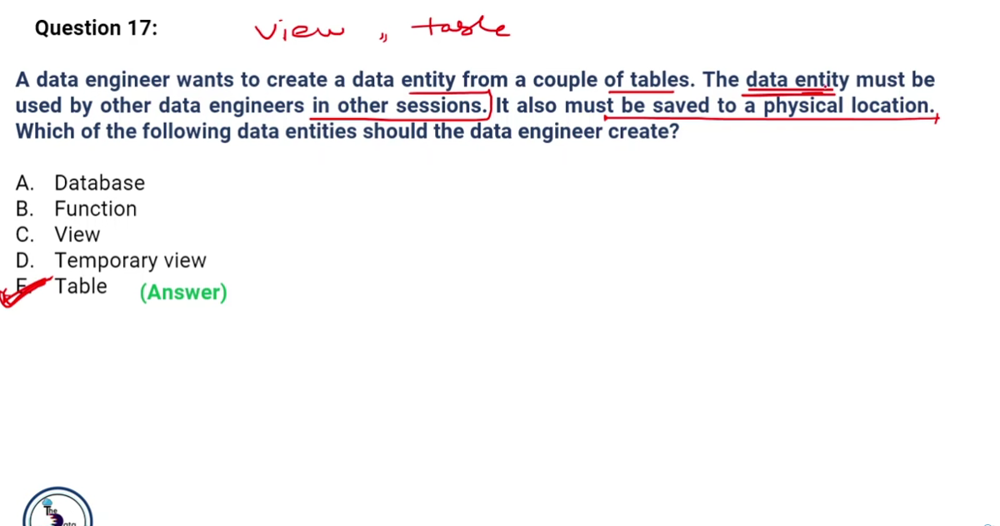 Question 17:
view , table
A data engineer wants to create a data entity from a couple of tables. The data entity must be
used by other data engineers in other sessions. It also must be saved to a physical location.
Which of the following data entities should the data engineer create?
A. Database
B. Function
C. View
D. Temporary view
E. Table (Answer)
The